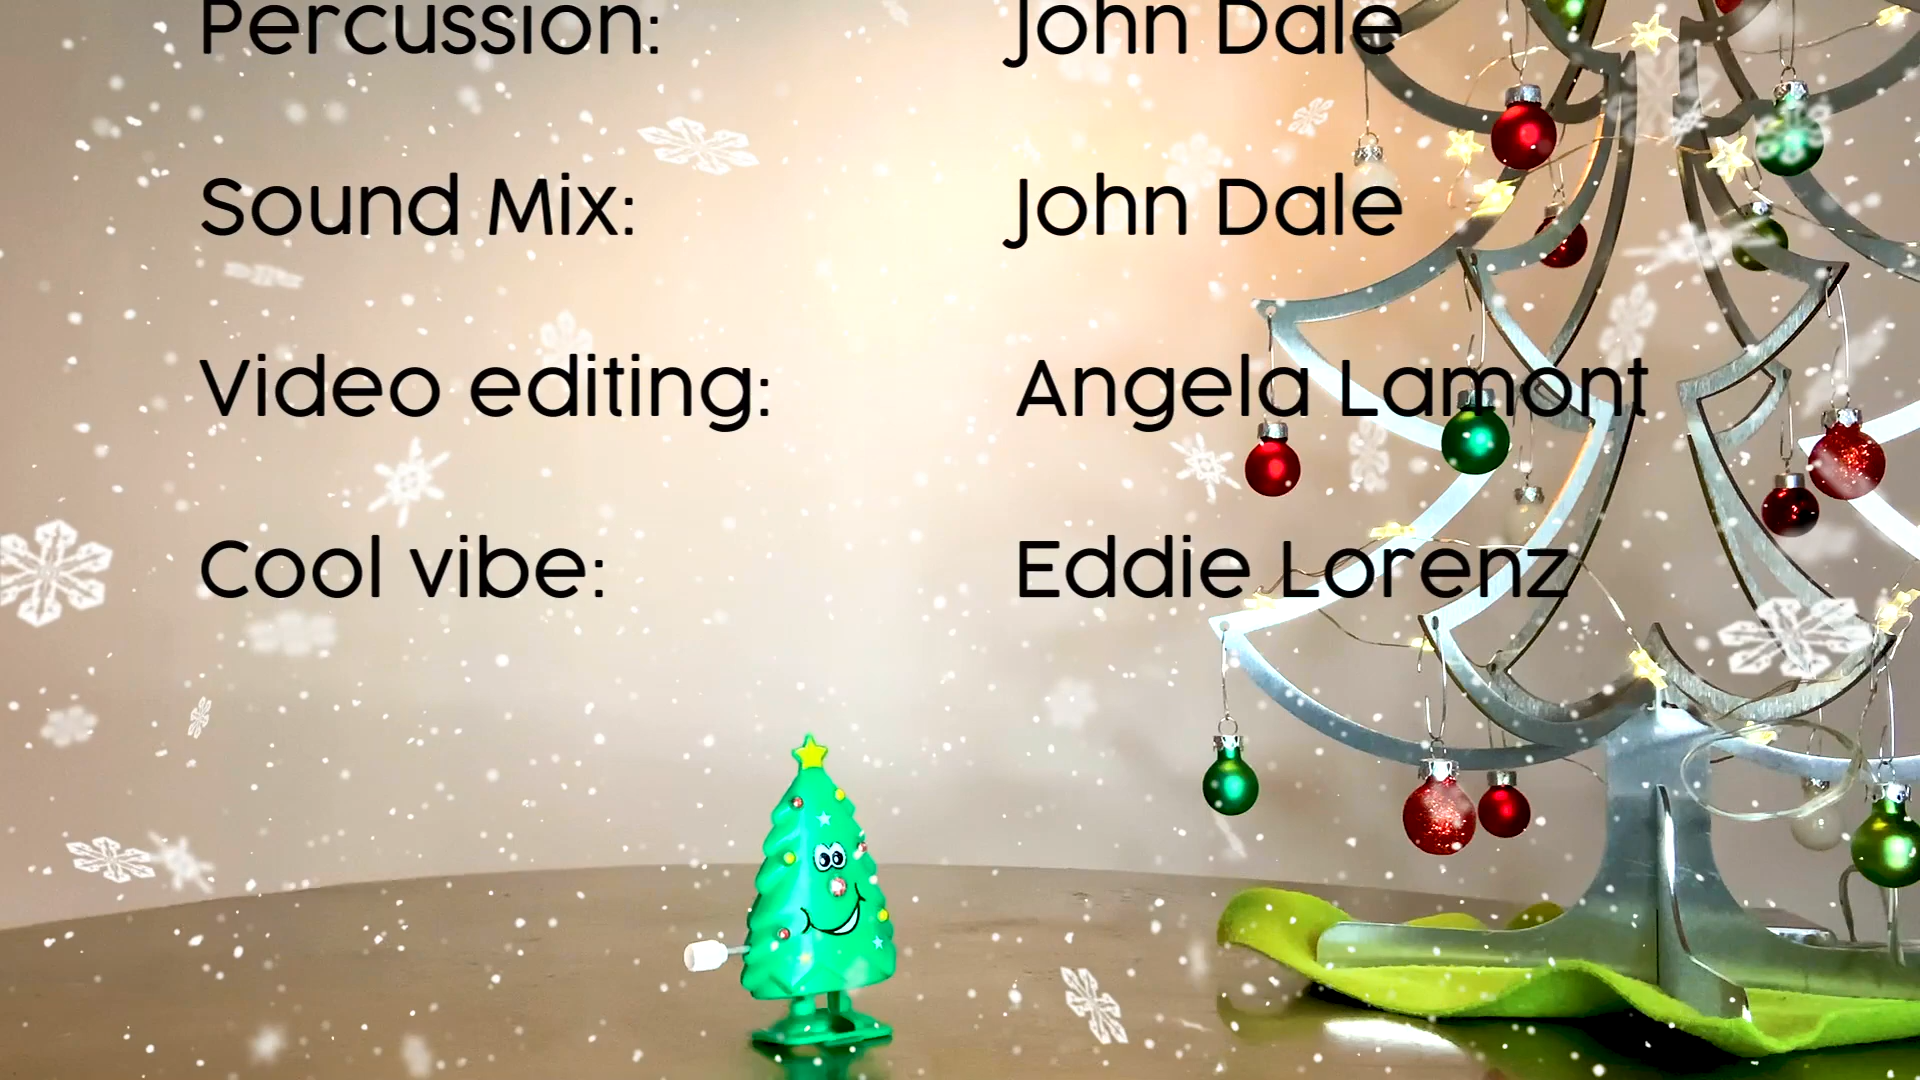 Percussion: John Dale
Sound Mix: John Dale
Video editing: Angela Lamont
Cool vibe: Eddie Lorenz